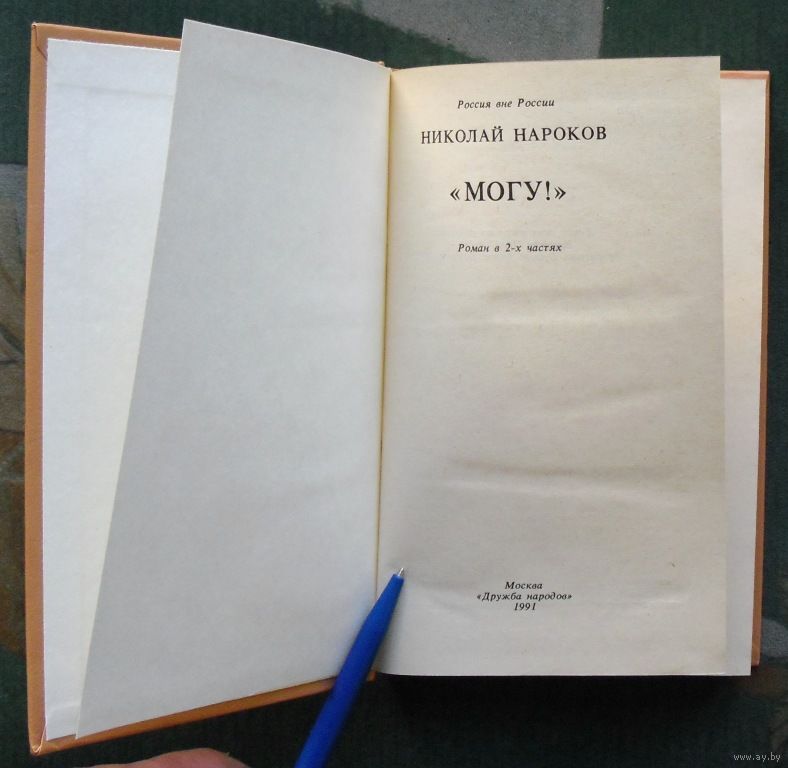 Россия вне России
НИКОЛАЙ НАРОКОВ
«МОГУ!»
Роман в 2-х частях
Москва
«Дружба народов»
1991
www.ay.by